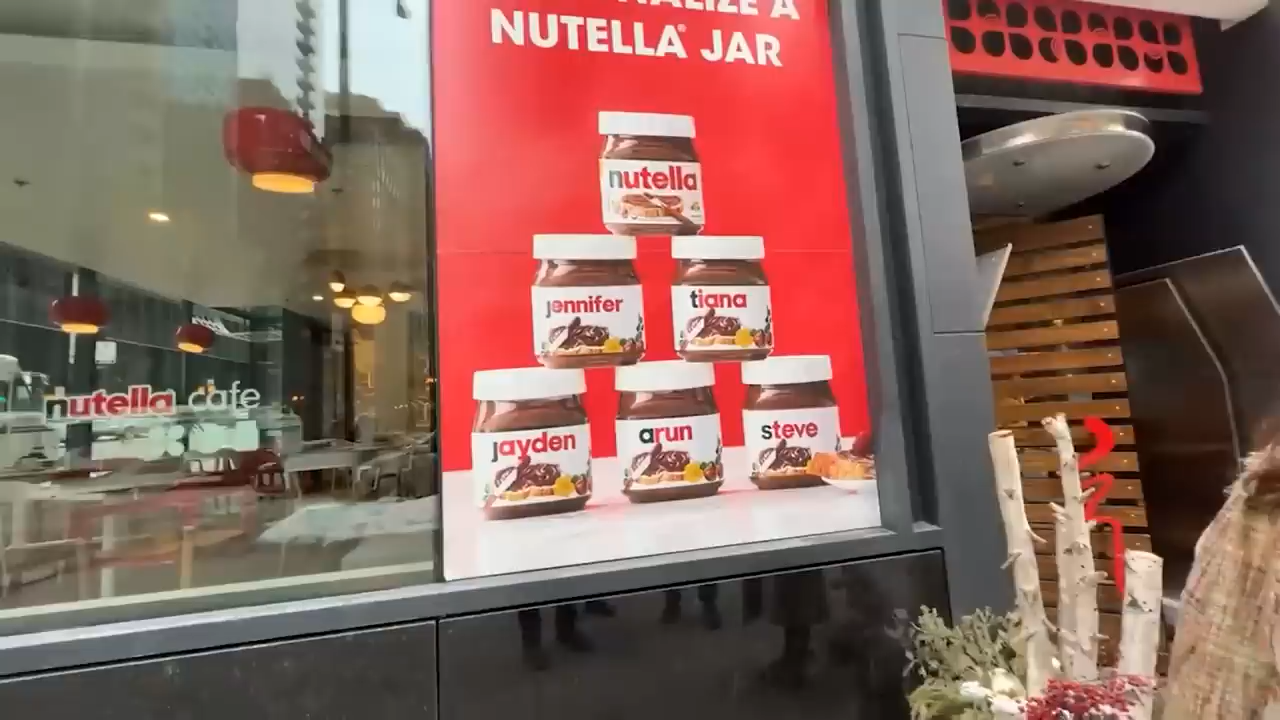 NUTELLA® JAR
nutella
jennifer
tiana
jayden
arun
steve
nutella cafe